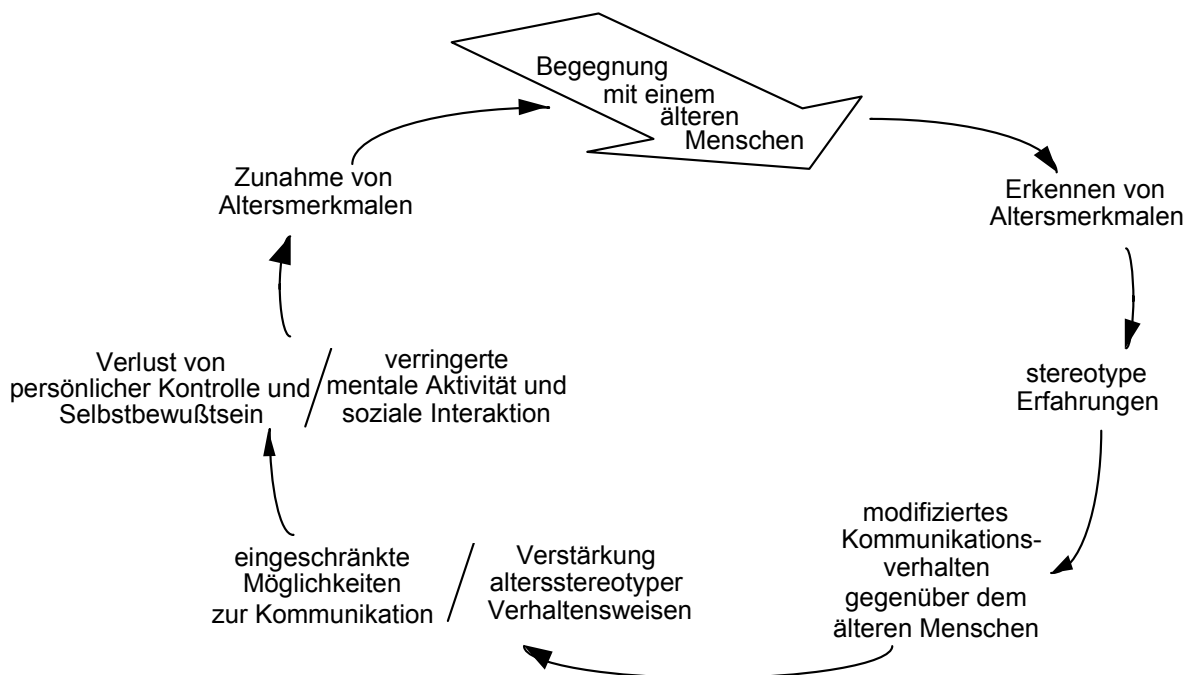 Begegnung
mit einem
älteren
Menschen
Erkennen von
Altersmerkmalen
stereotype
Erfahrungen
modifiziertes
Kommunikations-
verhalten
gegenüber dem
älteren Menschen
Verstärkung
altersstereotyper
Verhaltensweisen
/
eingeschränkte
Möglichkeiten
zur Kommunikation
Verlust von
persönlicher Kontrolle und
Selbstbewußtsein
/
verringerte
mentale Aktivität und
soziale Interaktion
Zunahme von
Altersmerkmalen